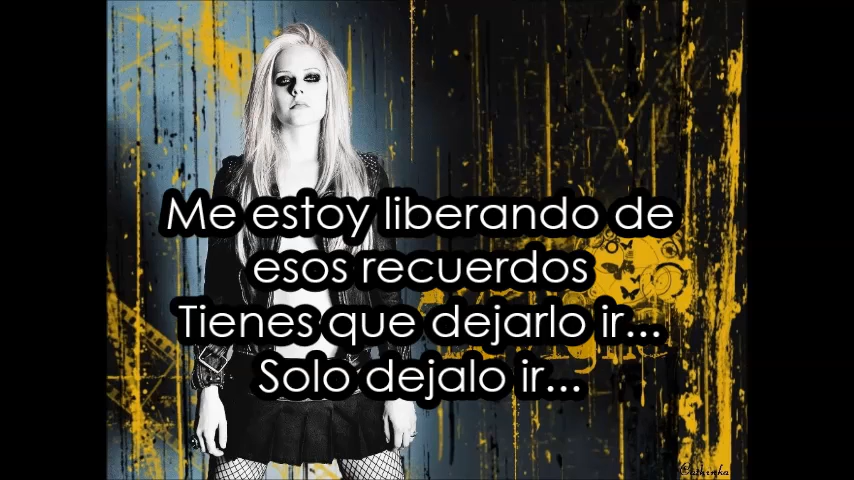 Me estoy liberando de
esos recuerdos
Tienes que dejarlo ir...
Solo dejalo ir...